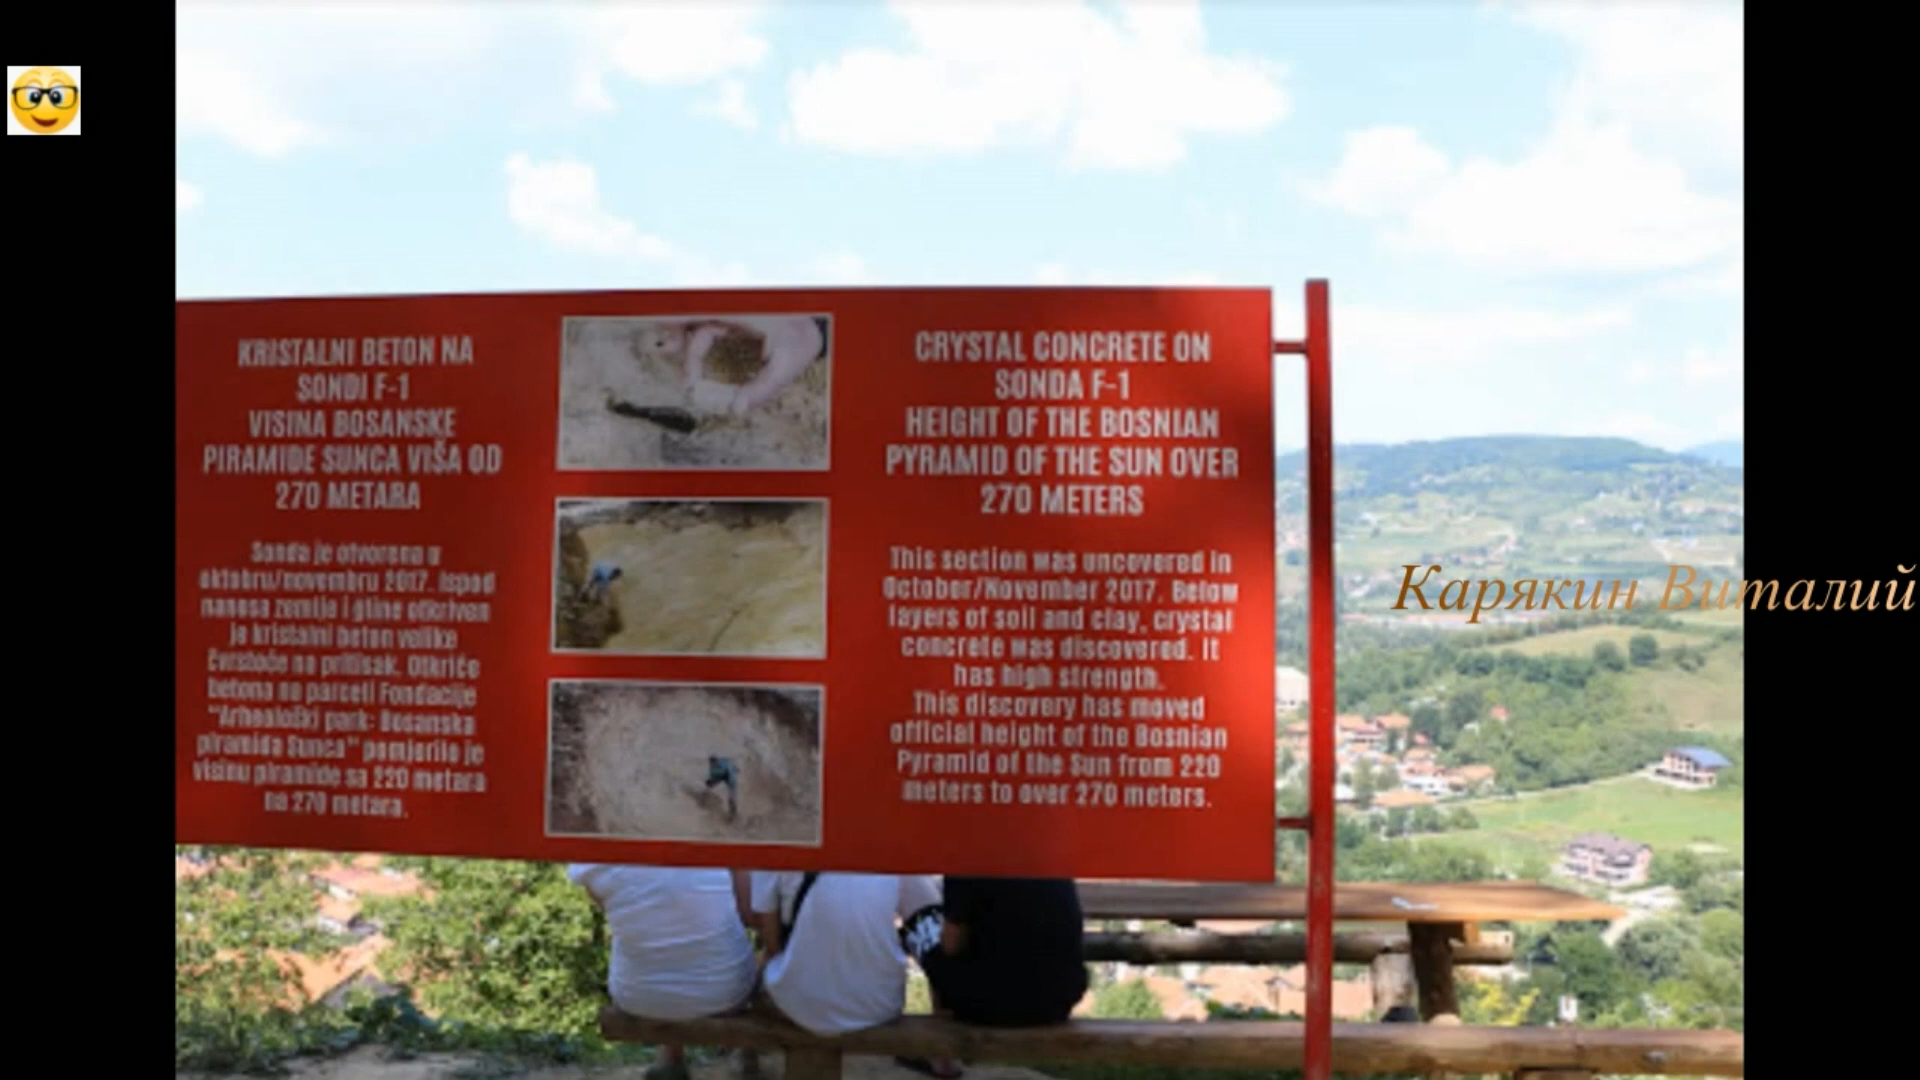 KRISTALNI BETON NA
SONDI F-1
VISINA BOSANSKE
PIRAMIDE SUNCA VIŠA OD
270 METARA
Sonda je otvorena u
oktobru/novembru 2017. Ispod
nanosa zemlje i gline otkriven
je kristalni beton velike
čvrstoće na pritisak. Otkriće
betona na parceli Fondacije
"Arheološki park: Bosanska
piramida Sunca" pomjerilo je
visinu piramide sa 220 metara
na 270 metara.
CRYSTAL CONCRETE ON
SONDA F-1
HEIGHT OF THE BOSNIAN
PYRAMID OF THE SUN OVER
270 METERS
This section was uncovered in
October/November 2017. Below
layers of soil and clay, crystal
concrete was discovered. It
has high strength.
This discovery has moved
official height of the Bosnian
Pyramid of the Sun from 220
meters to over 270 meters.
Карякин Виталий